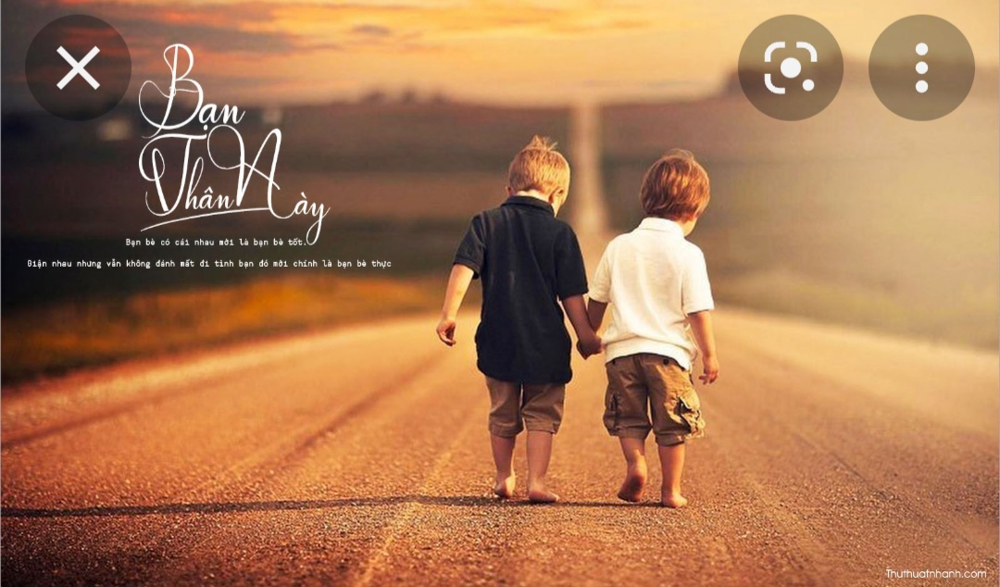 Bạn
Thân Này
Bạn bè có cái nhau mới là bạn bè tốt.
Giận nhau nhưng vẫn không đánh mất đi tình bạn đó mới chính là bạn bè thực
Thuthuatnhanh.com